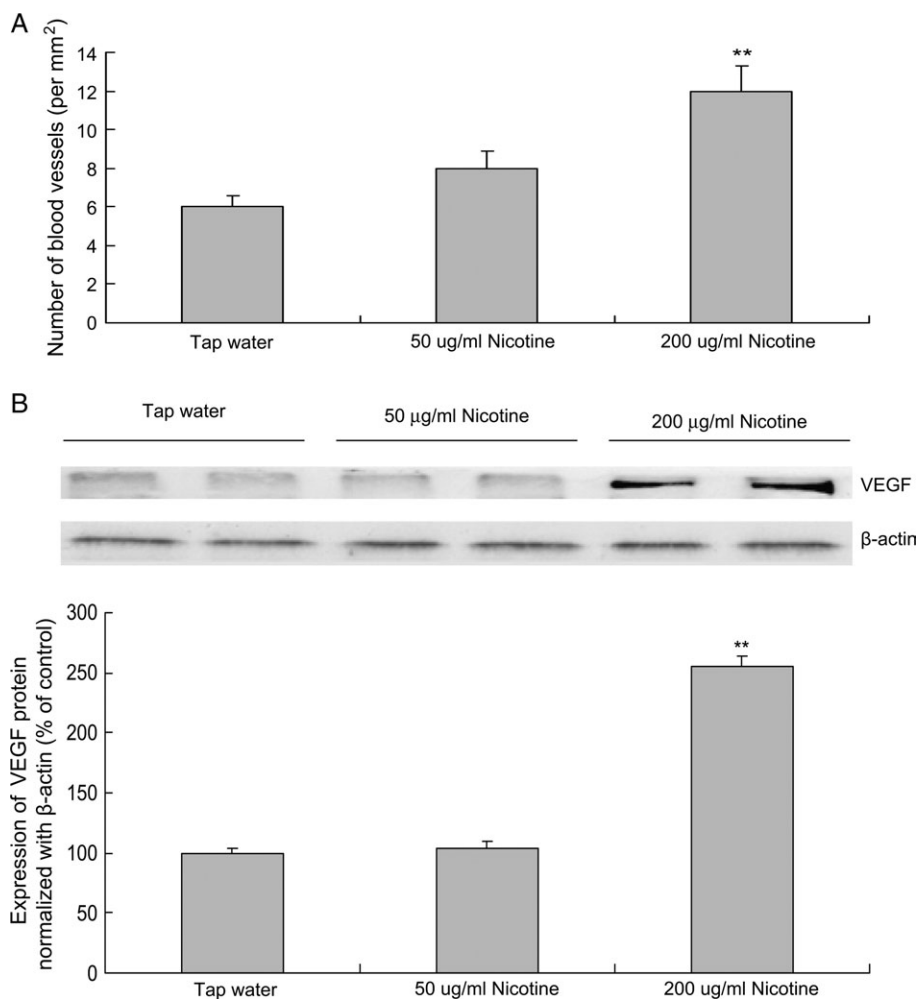 A
Number of blood vessels (per mm²)
14
12
10
8
6
4
2
0
**
Tap water
50 ug/ml Nicotine
200 ug/ml Nicotine
B
Tap water
50 µg/ml Nicotine
200 µg/ml Nicotine
VEGF
β-actin
Expression of VEGF protein
normalized with β-actin (% of control)
300
250
200
150
100
50
0
**
Tap water
50 ug/ml Nicotine
200 ug/ml Nicotine